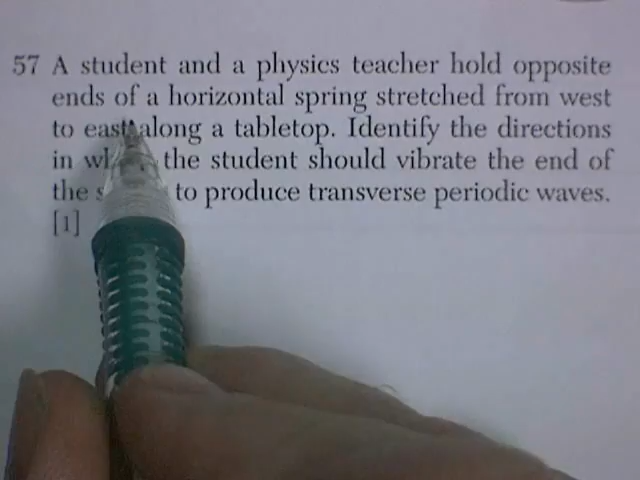 57 A student and a physics teacher hold opposite
ends of a horizontal spring stretched from west
to east along a tabletop. Identify the directions
in the student should vibrate the end of
the to produce transverse periodic waves.
[1]